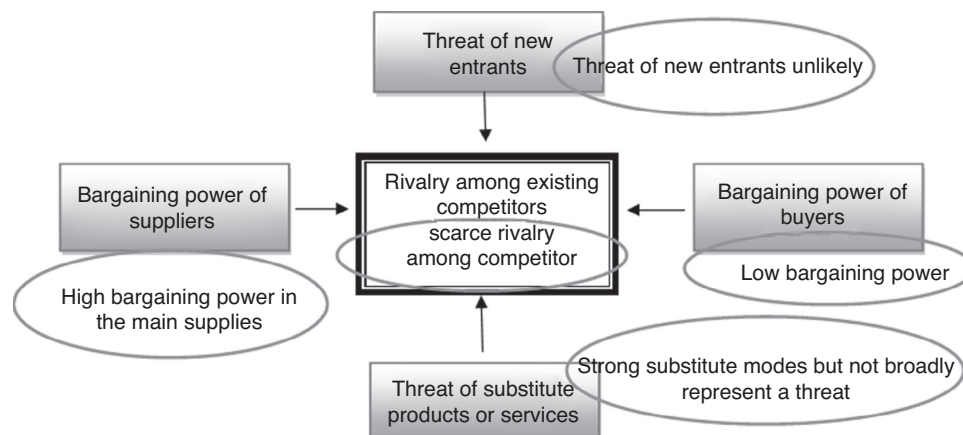 Threat of new
entrants
Threat of new entrants unlikely
Bargaining power of
suppliers
High bargaining power in
the main supplies
Rivalry among existing
competitors
scarce rivalry
among competitor
Bargaining power of
buyers
Low bargaining power
Threat of substitute
products or services
Strong substitute modes but not broadly
represent a threat